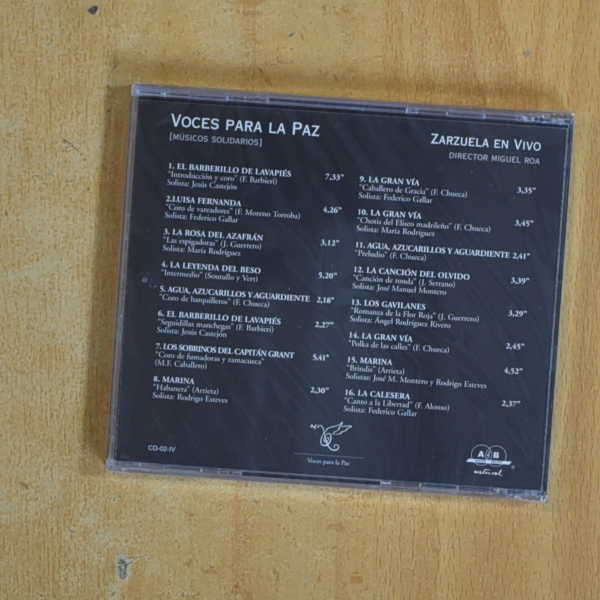 VOCES PARA LA PAZ
[MÚSICOS SOLIDARIOS]
ZARZUELA EN VIVO
DIRECTOR MIGUEL ROA
1. EL BARBERILLO DE LAVAPIÉS
"Introducción y coro" (F. Barbieri) 7,33"
Solista: Jesús Castejón
2.LUISA FERNANDA
"Coro de vareadores" (F. Moreno Torroba) 4,26"
Solista: Federico Gallar
3. LA ROSA DEL AZAFRÁN
"Las espigadoras" (J. Guerrero) 3,12"
Solista: María Rodríguez
4. LA LEYENDA DEL BESO
"Intermedio" (Soutullo y Vert) 5,20"
5. AGUA, AZUCARILLOS Y AGUARDIENTE
"Coro de barquilleros" (F. Chueca) 2,18"
6. EL BARBERILLO DE LAVAPIÉS
"Seguidillas manchegas" (F. Barbieri) 2,27"
Solista: Jesús Castejón
7. LOS SOBRINOS DEL CAPITÁN GRANT
"Coro de fumadoras y zamacueca" 5,41"
(M.F. Caballero)
8. MARINA
"Habanera" (Arrieta) 2,30"
Solista: Rodrigo Esteves
9. LA GRAN VÍA
"Caballero de Gracia" (F. Chueca) 3,35"
Solista: Federico Gallar
10. LA GRAN VÍA
"Chotis del Eliseo madrileño" (F. Chueca) 3,45"
Solista: María Rodríguez
11. AGUA, AZUCARILLOS Y AGUARDIENTE 2,41"
"Preludio" (F. Chueca)
12. LA CANCIÓN DEL OLVIDO
"Canción de ronda" (J. Serrano) 3,39"
Solista: José Manuel Montero
13. LOS GAVILANES
"Romanza de la Flor Roja" (J. Guerrero) 3,29"
Solista: Ángel Rodríguez Rivero
14. LA GRAN VÍA
"Polka de las calles" (F. Chueca) 2,45"
15. MARINA
"Brindis" (Arrieta) 4,52"
Solistas: José M. Montero y Rodrigo Esteves
16. LA CALESERA
"Canto a la Libertad" (F. Alonso) 2,37"
Solista: Federico Gallar
CD-02-IV
Voces para la Paz
A B